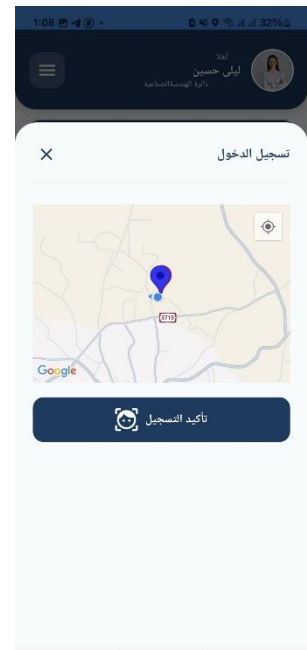 1:08
32%
أهلا
ليلى حسين
دائرة الهندسة الصناعية
تسجيل الدخول
5715
Google
تأكيد التسجيل